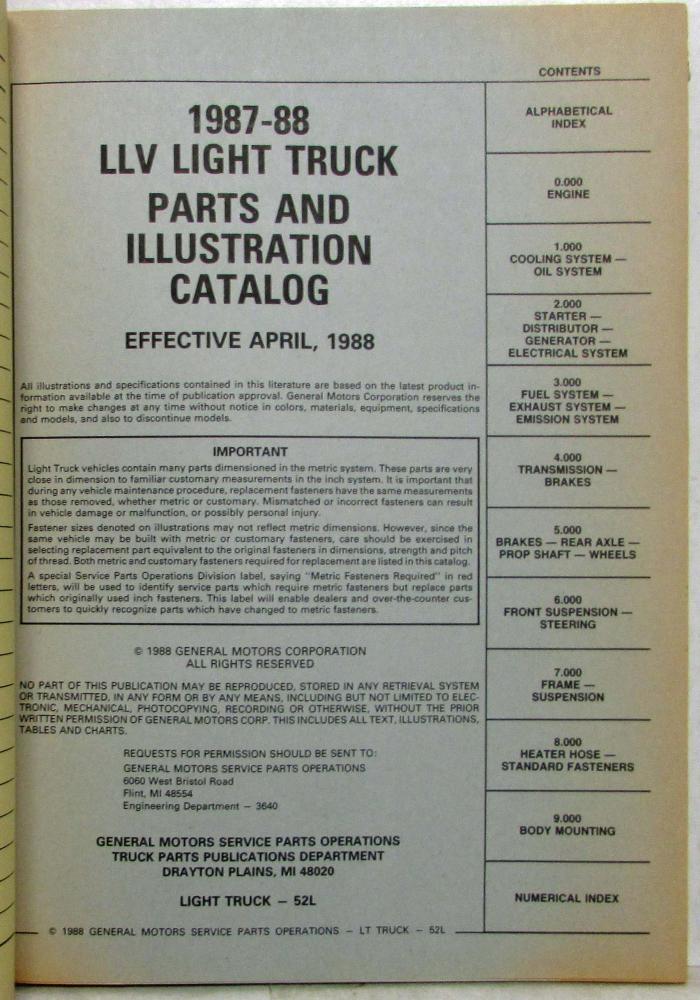 1987-88
LLV LIGHT TRUCK
PARTS AND
ILLUSTRATION
CATALOG
EFFECTIVE APRIL, 1988
All illustrations and specifications contained in this literature are based on the latest product in-
formation available at the time of publication approval. General Motors Corporation reserves the
right to make changes at any time without notice in colors, materials, equipment, specifications
and models, and also to discontinue models.
IMPORTANT
Light Truck vehicles contain many parts dimensioned in the metric system. These parts are very
close in dimension to familiar customary measurements in the inch system. It is important that
during any vehicle maintenance procedure, replacement fasteners have the same measurements
as those removed, whether metric or customary. Mismatched or incorrect fasteners can result
in vehicle damage or malfunction, or possibly personal injury.
Fastener sizes denoted on illustrations may not reflect metric dimensions. However, since the
same vehicle may be built with metric or customary fasteners, care should be exercised in
selecting replacement part equivalent to the original fasteners in dimensions, strength and pitch
of thread. Both metric and customary fasteners required for replacement are listed in this catalog.
A special Service Parts Operations Division label, saying "Metric Fasteners Required" in red
letters, will be used to identify service parts which require metric fasteners but replace parts
which originally used inch fasteners. This label will enable dealers and over-the-counter cus-
tomers to quickly recognize parts which have changed to metric fasteners.
© 1988 GENERAL MOTORS CORPORATION
ALL RIGHTS RESERVED
NO PART OF THIS PUBLICATION MAY BE REPRODUCED, STORED IN ANY RETRIEVAL SYSTEM
OR TRANSMITTED, IN ANY FORM OR BY ANY MEANS, INCLUDING BUT NOT LIMITED TO ELEC-
TRONIC, MECHANICAL, PHOTOCOPYING, RECORDING OR OTHERWISE, WITHOUT THE PRIOR
WRITTEN PERMISSION OF GENERAL MOTORS CORP. THIS INCLUDES ALL TEXT, ILLUSTRATIONS,
TABLES AND CHARTS.
REQUESTS FOR PERMISSION SHOULD BE SENT TO:
GENERAL MOTORS SERVICE PARTS OPERATIONS
6060 West Bristol Road
Flint, MI 48554
Engineering Department — 3640
GENERAL MOTORS SERVICE PARTS OPERATIONS
TRUCK PARTS PUBLICATIONS DEPARTMENT
DRAYTON PLAINS, MI 48020
LIGHT TRUCK — 52L
© 1988 GENERAL MOTORS SERVICE PARTS OPERATIONS — LT TRUCK — 52L
CONTENTS
ALPHABETICAL
INDEX
0.000
ENGINE
1.000
COOLING SYSTEM —
OIL SYSTEM
2.000
STARTER —
DISTRIBUTOR —
GENERATOR —
ELECTRICAL SYSTEM
3.000
FUEL SYSTEM —
EXHAUST SYSTEM —
EMISSION SYSTEM
4.000
TRANSMISSION —
BRAKES
5.000
BRAKES — REAR AXLE —
PROP SHAFT — WHEELS
6.000
FRONT SUSPENSION —
STEERING
7.000
FRAME —
SUSPENSION
8.000
HEATER HOSE —
STANDARD FASTENERS
9.000
BODY MOUNTING
NUMERICAL INDEX